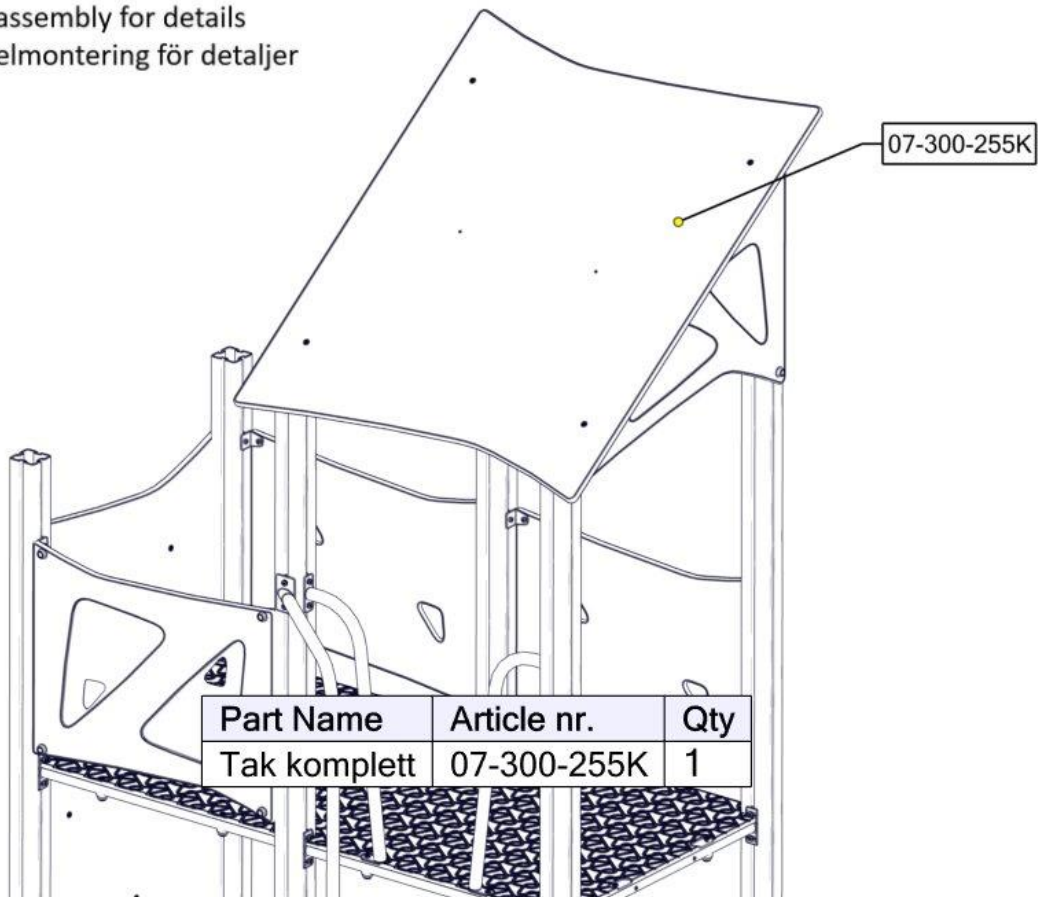 assembly for details
elmontering för detaljer
07-300-255K
Part Name Article nr. Qty
Tak komplett 07-300-255K 1